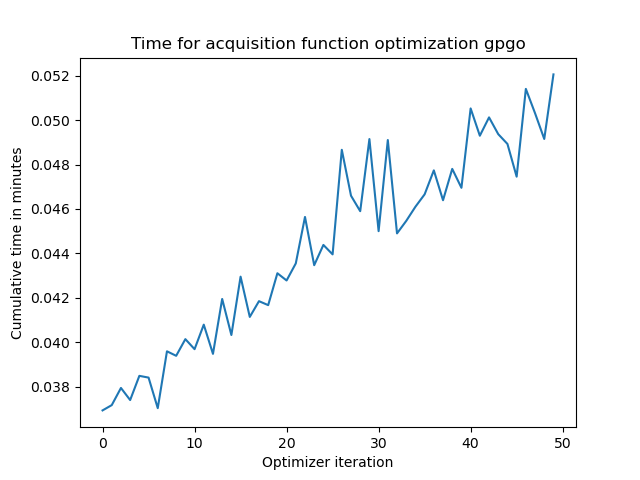 Time for acquisition function optimization gpgo
0.052
0.050
0.048
0.046
0.044
0.042
0.040
0.038
Cumulative time in minutes
0 10 20 30 40 50
Optimizer iteration